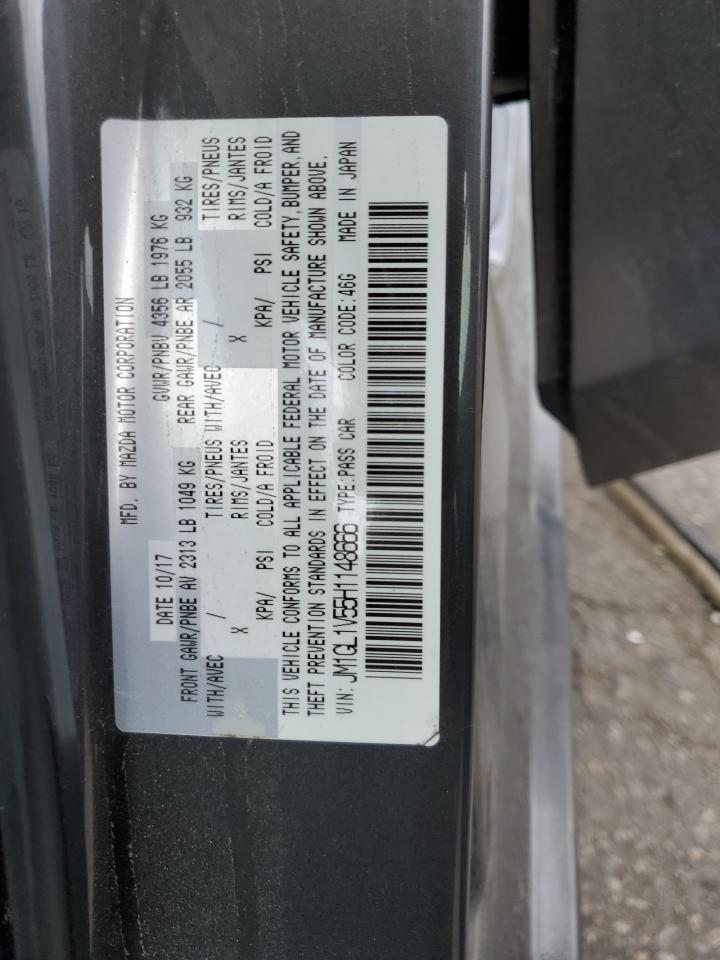 MFD. BY MAZDA MOTOR CORPORATION
DATE 10/17 GVWR/PNBV 4356 LB 1976 KG
FRONT GAWR/PNBE AV 2313 LB 1049 KG REAR GAWR/PNBE AR 2055 LB 932 KG
WITH/AVEC / TIRES/PNEUS WITH/AVEC / TIRES/PNEUS
X RIMS/JANTES X RIMS/JANTES
KPA/ PSI COLD/A FROID KPA/ PSI COLD/A FROID
THIS VEHICLE CONFORMS TO ALL APPLICABLE FEDERAL MOTOR VEHICLE SAFETY, BUMPER, AND
THEFT PREVENTION STANDARDS IN EFFECT ON THE DATE OF MANUFACTURE SHOWN ABOVE.
VIN: JM1GL1V55H1148666 TYPE:PASS CAR COLOR CODE:46G MADE IN JAPAN